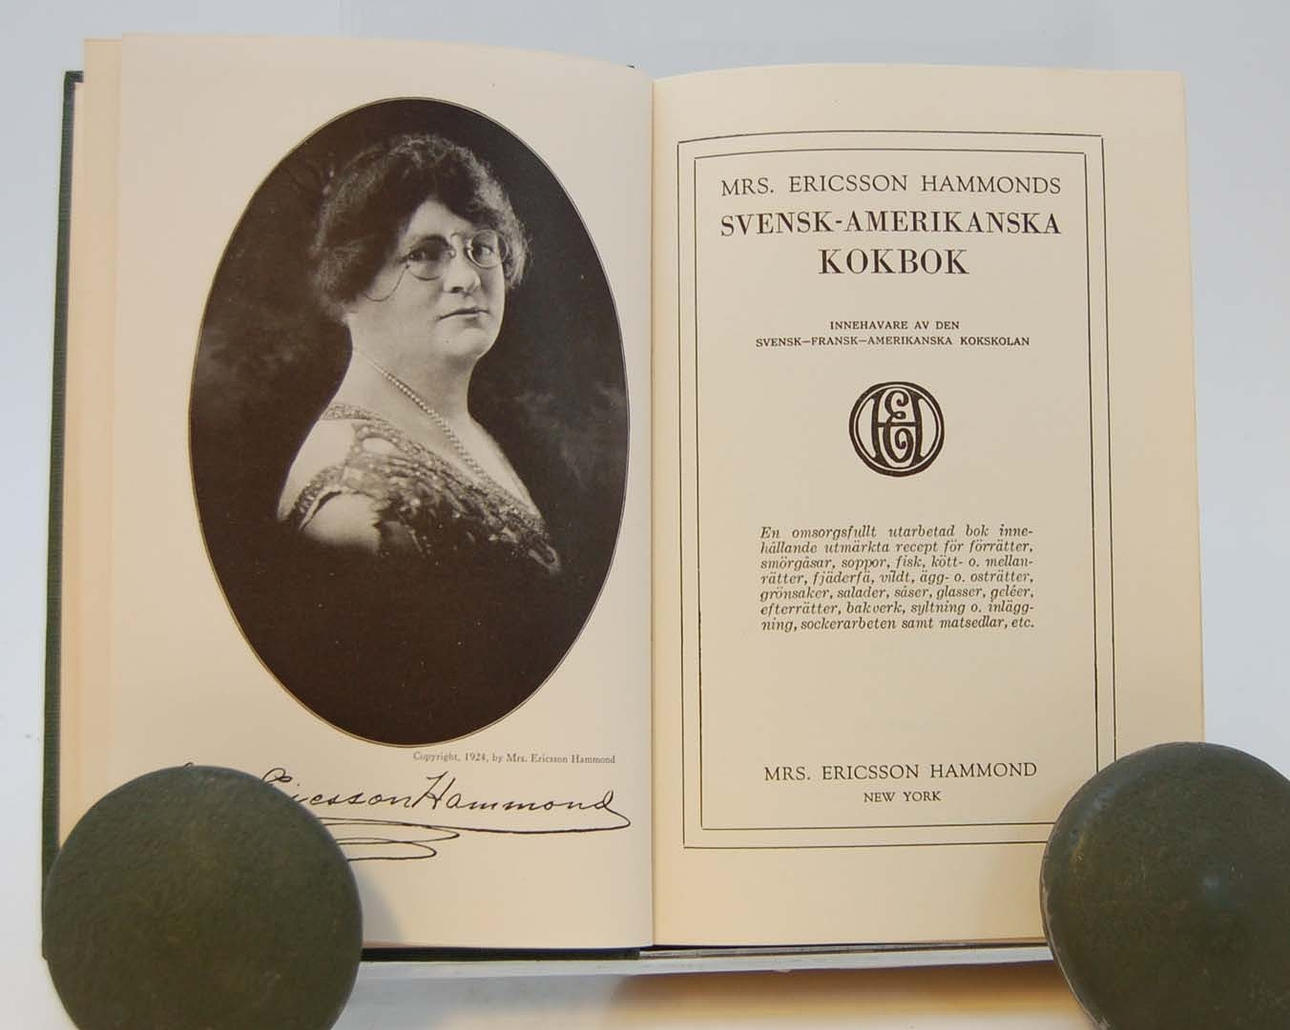 Copyright, 1924, by Mrs. Ericsson Hammond
Ericsson Hammond
MRS. ERICSSON HAMMONDS
SVENSK-AMERIKANSKA
KOKBOK
INNEHAVARE AV DEN
SVENSK—FRANSK—AMERIKANSKA KOKSKOLAN
HEH
En omsorgsfullt utarbetad bok inne-
hållande utmärkta recept för förrätter,
smörgåsar, soppor, fisk, kött- o. mellan-
rätter, fjäderfä, vildt, ägg- o. osträtter,
grönsaker, salader, såser, glasser, geléer,
efterrätter, bakverk, syltning o. inlägg-
ning, sockerarbeten samt matsedlar, etc.
MRS. ERICSSON HAMMOND
NEW YORK